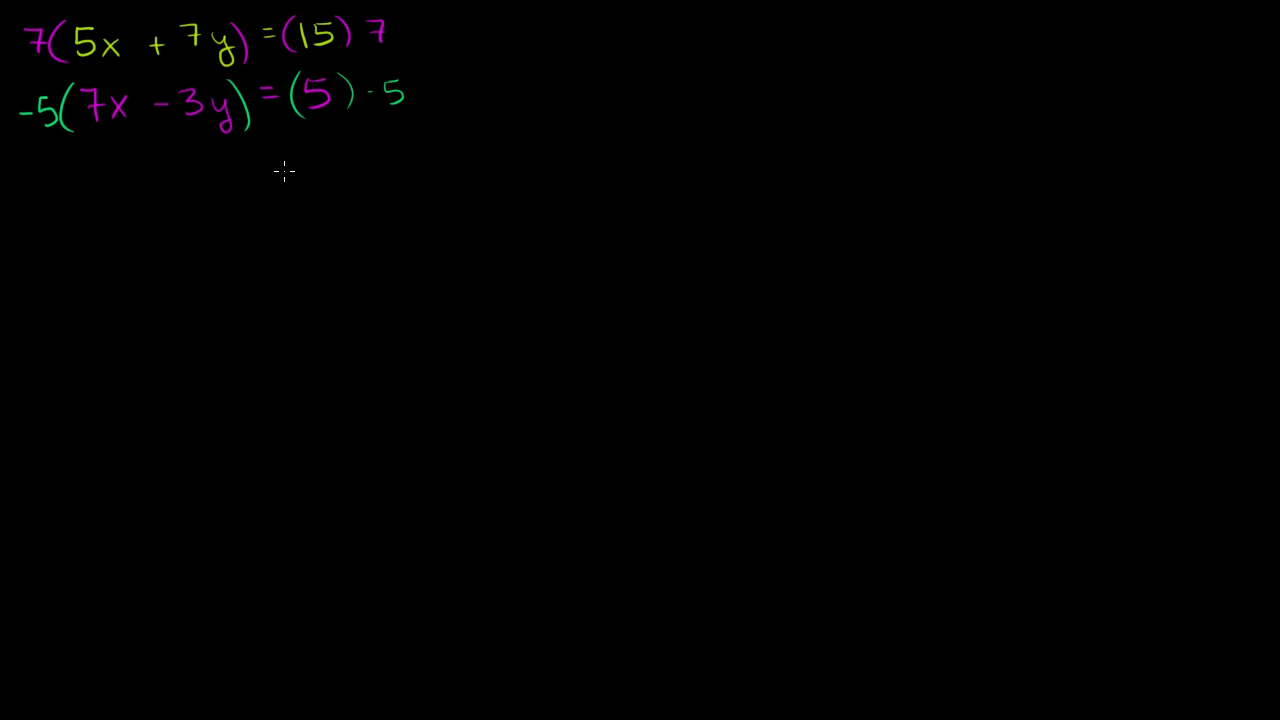 7(5x + 7y) = (15) 7
-5(7x - 3y) = (5) -5